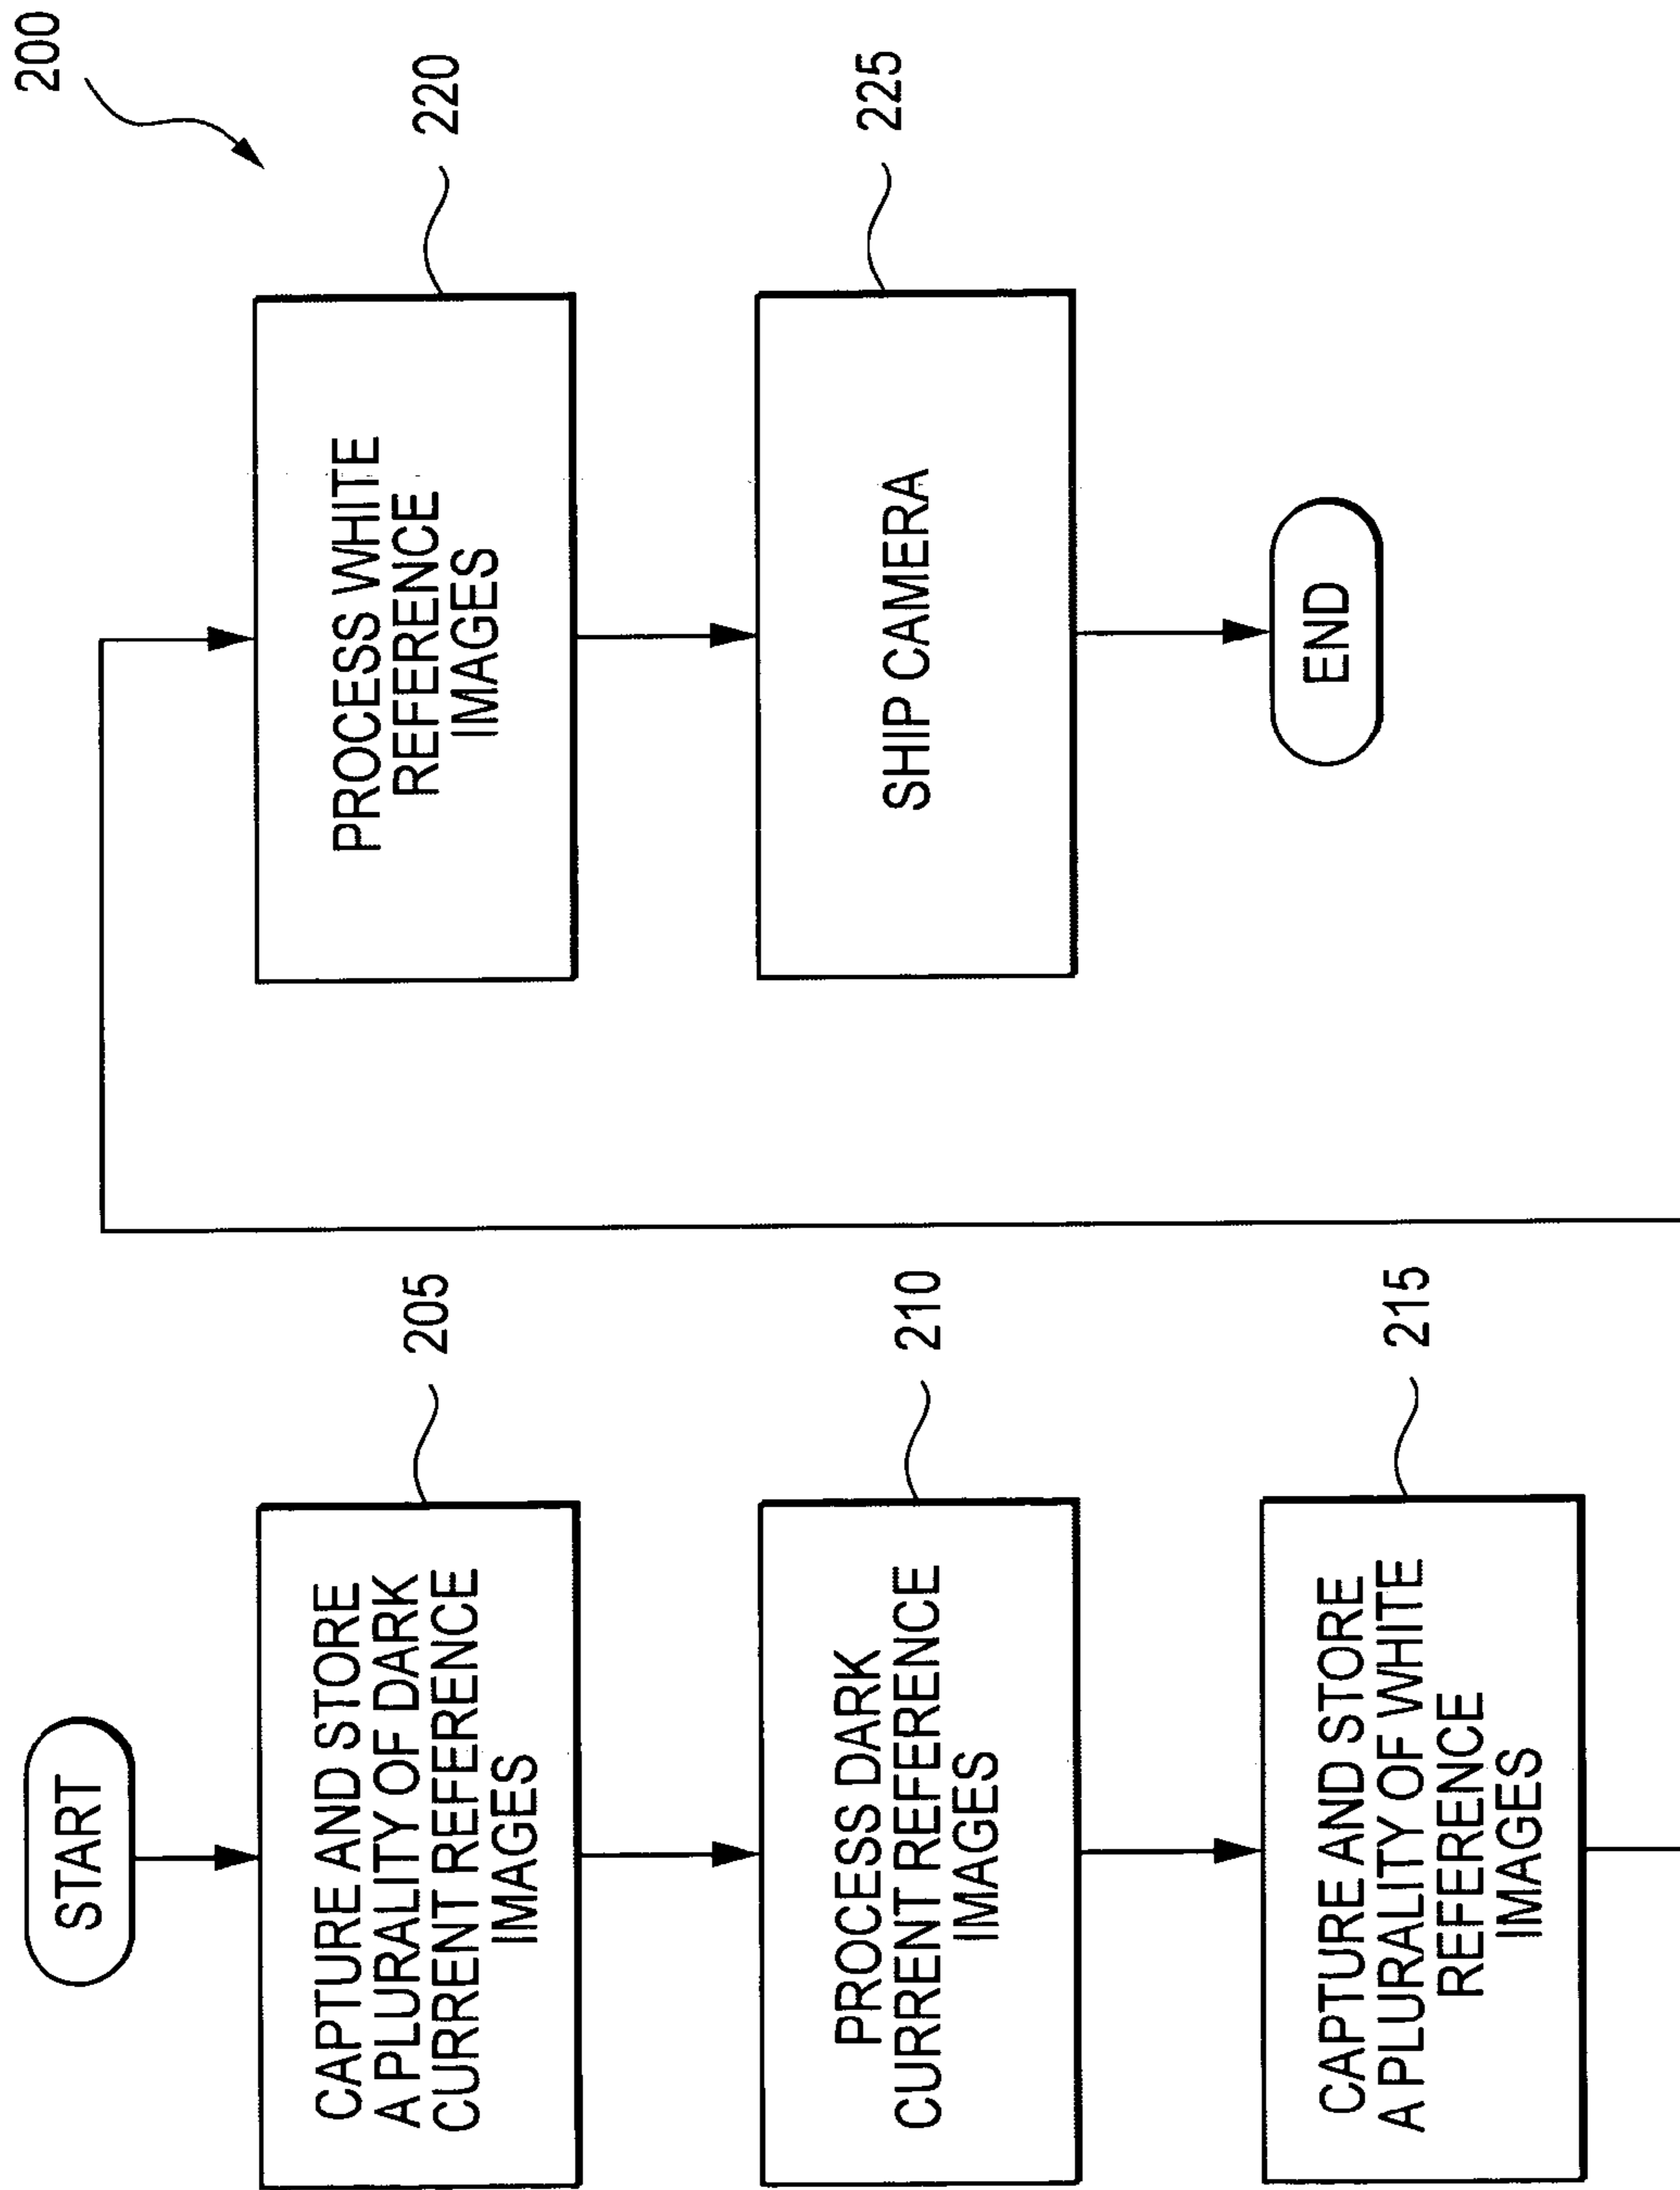 200
START
CAPTURE AND STORE
A PLURALITY OF DARK
CURRENT REFERENCE
IMAGES
205
PROCESS DARK
CURRENT REFERENCE
IMAGES
210
CAPTURE AND STORE
A PLURALITY OF WHITE
REFERENCE
IMAGES
215
PROCESS WHITE
REFERENCE
IMAGES
220
SHIP CAMERA
225
END